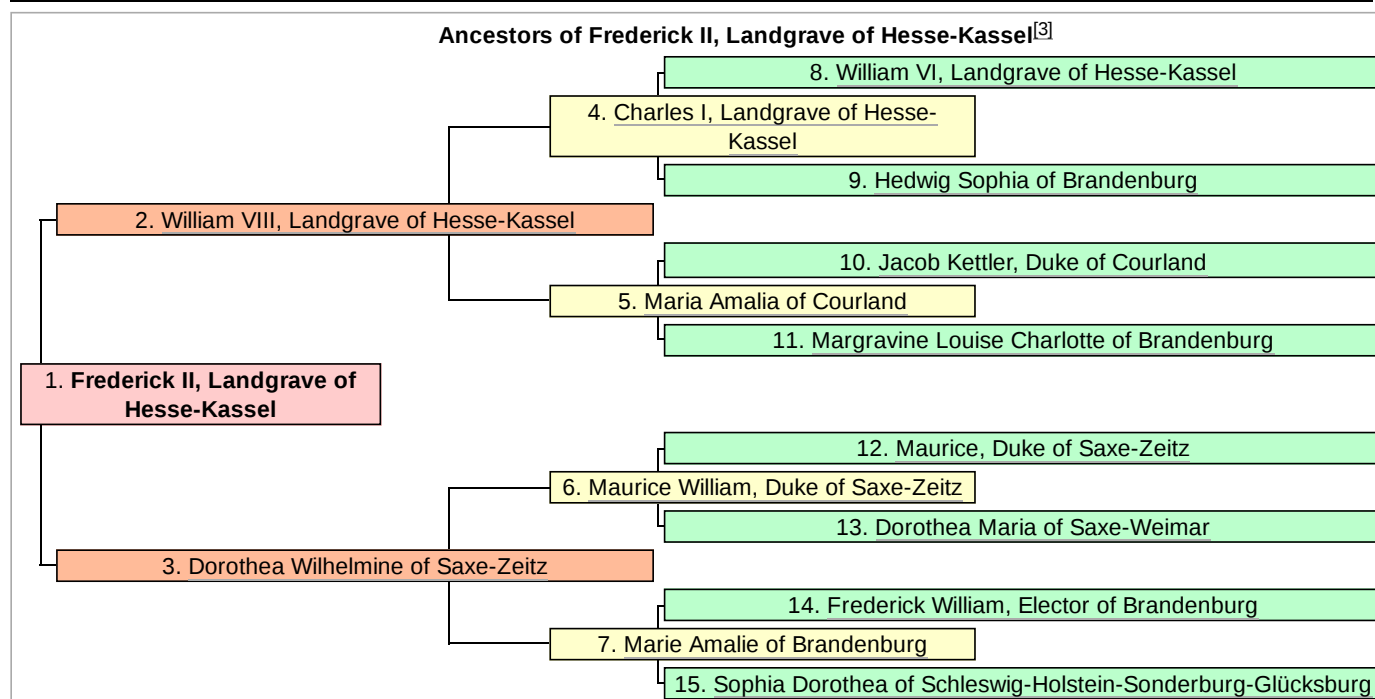 Ancestors of Frederick II, Landgrave of Hesse-Kassel[3]
8. William VI, Landgrave of Hesse-Kassel
4. Charles I, Landgrave of Hesse-
Kassel
9. Hedwig Sophia of Brandenburg
2. William VIII, Landgrave of Hesse-Kassel
10. Jacob Kettler, Duke of Courland
5. Maria Amalia of Courland
11. Margravine Louise Charlotte of Brandenburg
1. Frederick II, Landgrave of
Hesse-Kassel
12. Maurice, Duke of Saxe-Zeitz
6. Maurice William, Duke of Saxe-Zeitz
13. Dorothea Maria of Saxe-Weimar
3. Dorothea Wilhelmine of Saxe-Zeitz
14. Frederick William, Elector of Brandenburg
7. Marie Amalie of Brandenburg
15. Sophia Dorothea of Schleswig-Holstein-Sonderburg-Glücksburg